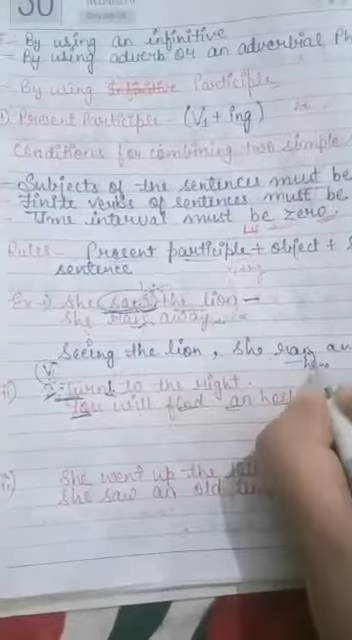 30
- By using an infinitive
- By using adverb or an adverbial Ph
- By using Infinitive Participle
Present Participle (V1 + ing)
Conditions for combining two simple
- Subjects of the sentences must be
- Finite verbs of sentences must be
- Time interval must be zero.
Rules - Present participle + object + S
sentence
Ex-i) She saw the lion -
She ran away.
Seeing the lion, she ran aw
ii) Turn to the right.
You will find an hos
She went up the
She saw an old